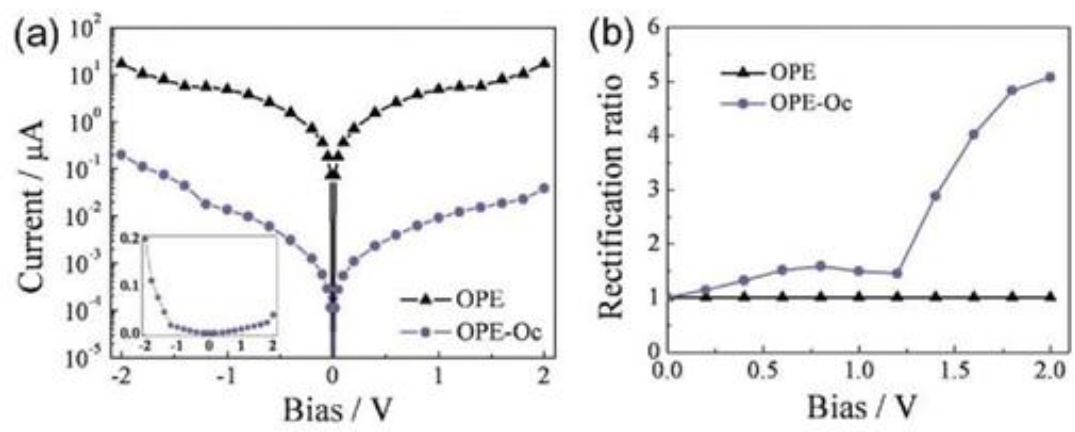 (a)
Current / μA
10²
10¹
10⁰
10⁻¹
10⁻²
10⁻³
10⁻⁴
10⁻⁵
OPE
OPE-Oc
0.2
0.1
0.0
-2 -1 0 1 2
-2 -1 0 1 2
Bias / V
(b)
Rectification ratio
6
5
4
3
2
1
0
OPE
OPE-Oc
0.0 0.5 1.0 1.5 2.0
Bias / V